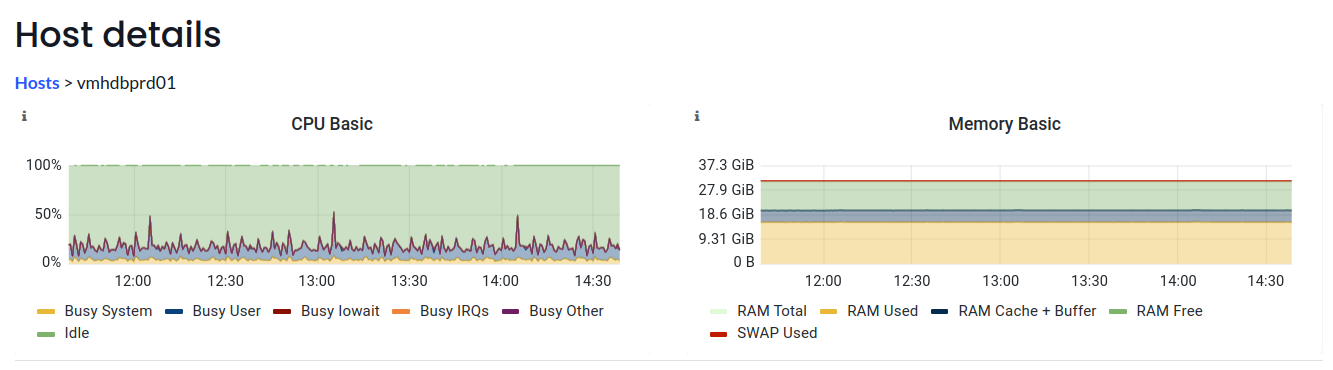 Host details
Hosts > vmhdbprd01
CPU Basic
100%
50%
0%
12:00 12:30 13:00 13:30 14:00 14:30
Busy System Busy User Busy Iowait Busy IRQs Busy Other
Idle
Memory Basic
37.3 GiB
27.9 GiB
18.6 GiB
9.31 GiB
0 B
12:00 12:30 13:00 13:30 14:00 14:30
RAM Total RAM Used RAM Cache + Buffer RAM Free
SWAP Used